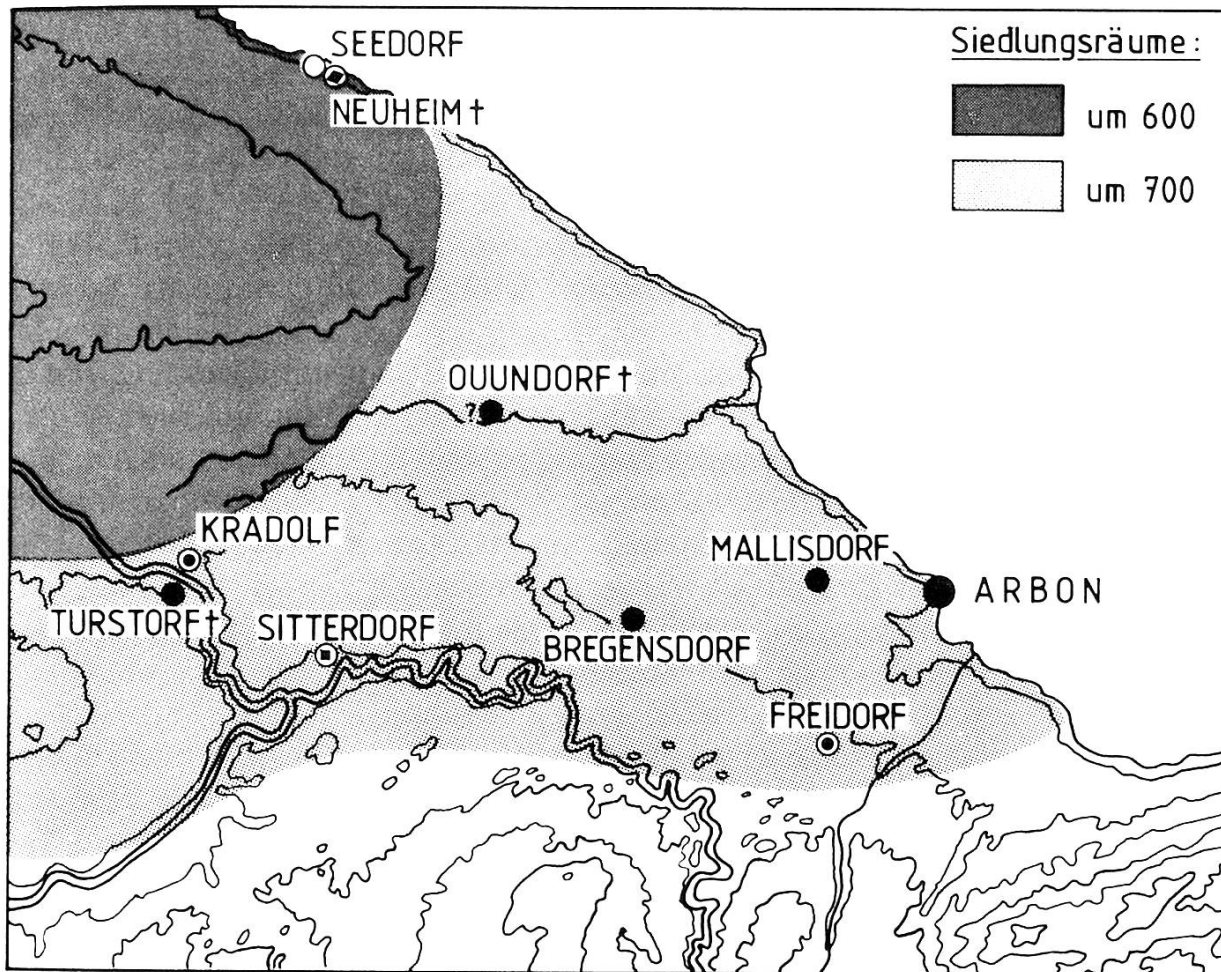 SEEDORF
NEUHEIM†
Siedlungsräume:
um 600
um 700
OUUNDORF†
?
KRADOLF
MALLISDORF
ARBON
TURSTORF†
SITTERDORF
BREGENSDORF
FREIDORF